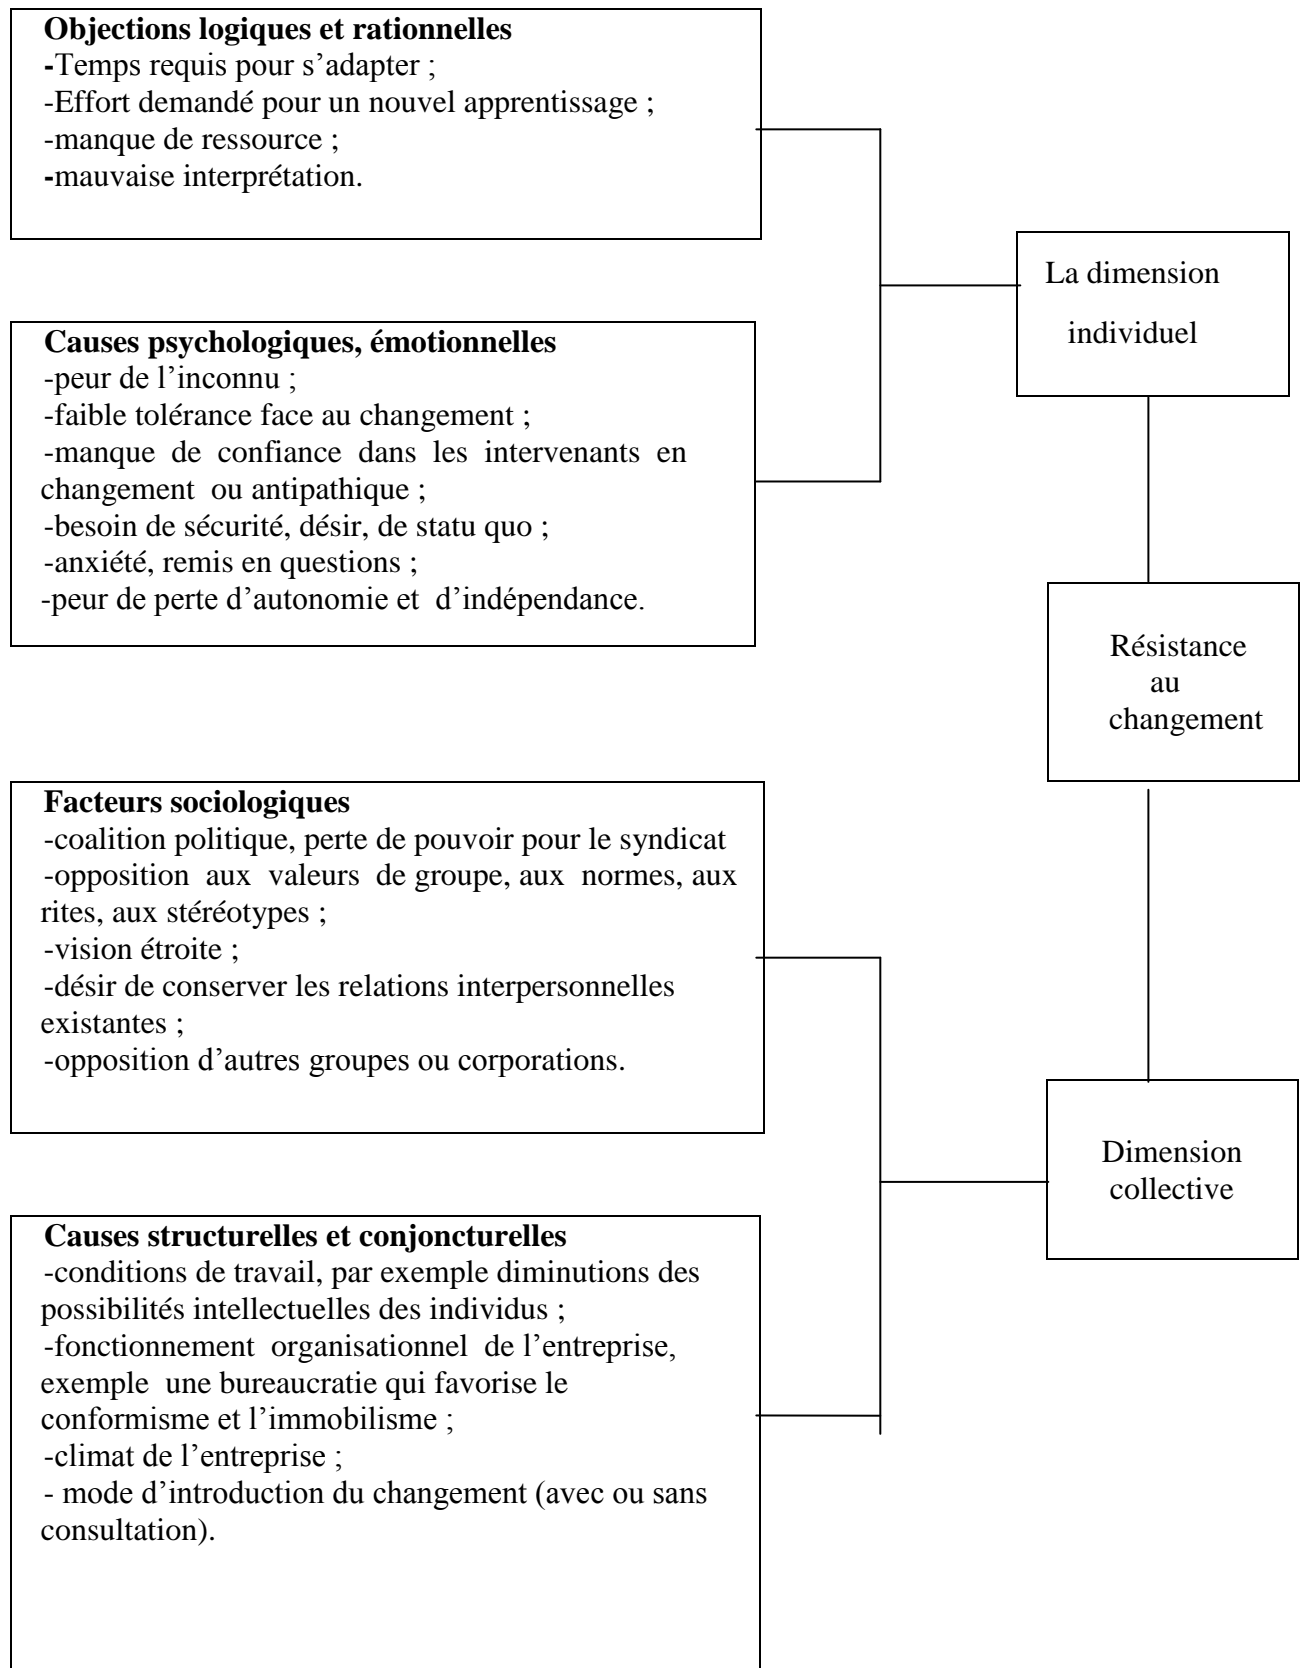 Objections logiques et rationnelles
-Temps requis pour s’adapter ;
-Effort demandé pour un nouvel apprentissage ;
-manque de ressource ;
-mauvaise interprétation.
La dimension
individuel
Causes psychologiques, émotionnelles
-peur de l’inconnu ;
-faible tolérance face au changement ;
-manque de confiance dans les intervenants en
changement ou antipathique ;
-besoin de sécurité, désir, de statu quo ;
-anxiété, remis en questions ;
-peur de perte d’autonomie et d’indépendance.
Résistance
au
changement
Facteurs sociologiques
-coalition politique, perte de pouvoir pour le syndicat
-opposition aux valeurs de groupe, aux normes, aux
rites, aux stéréotypes ;
-vision étroite ;
-désir de conserver les relations interpersonnelles
existantes ;
-opposition d’autres groupes ou corporations.
Dimension
collective
Causes structurelles et conjoncturelles
-conditions de travail, par exemple diminutions des
possibilités intellectuelles des individus ;
-fonctionnement organisationnel de l’entreprise,
exemple une bureaucratie qui favorise le
conformisme et l’immobilisme ;
-climat de l’entreprise ;
- mode d’introduction du changement (avec ou sans
consultation).